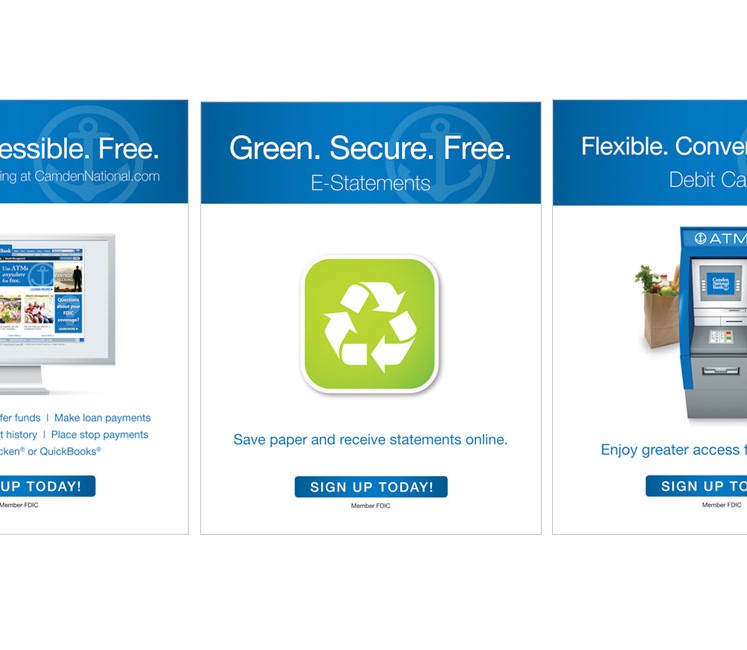 essible. Free.
ing at CamdenNational.com
Bank
Use ATMs
anywhere
for free.
Questions
about your
FDIC
coverage?
fer funds | Make loan payments
t history | Place stop payments
cken® or QuickBooks®
UP TODAY!
Member FDIC
Green. Secure. Free.
E-Statements
Save paper and receive statements online.
SIGN UP TODAY!
Member FDIC
Flexible. Conver
Debit Ca
ATM
Camden
National
Bank
Enjoy greater access t
SIGN UP TO
Member FDIC